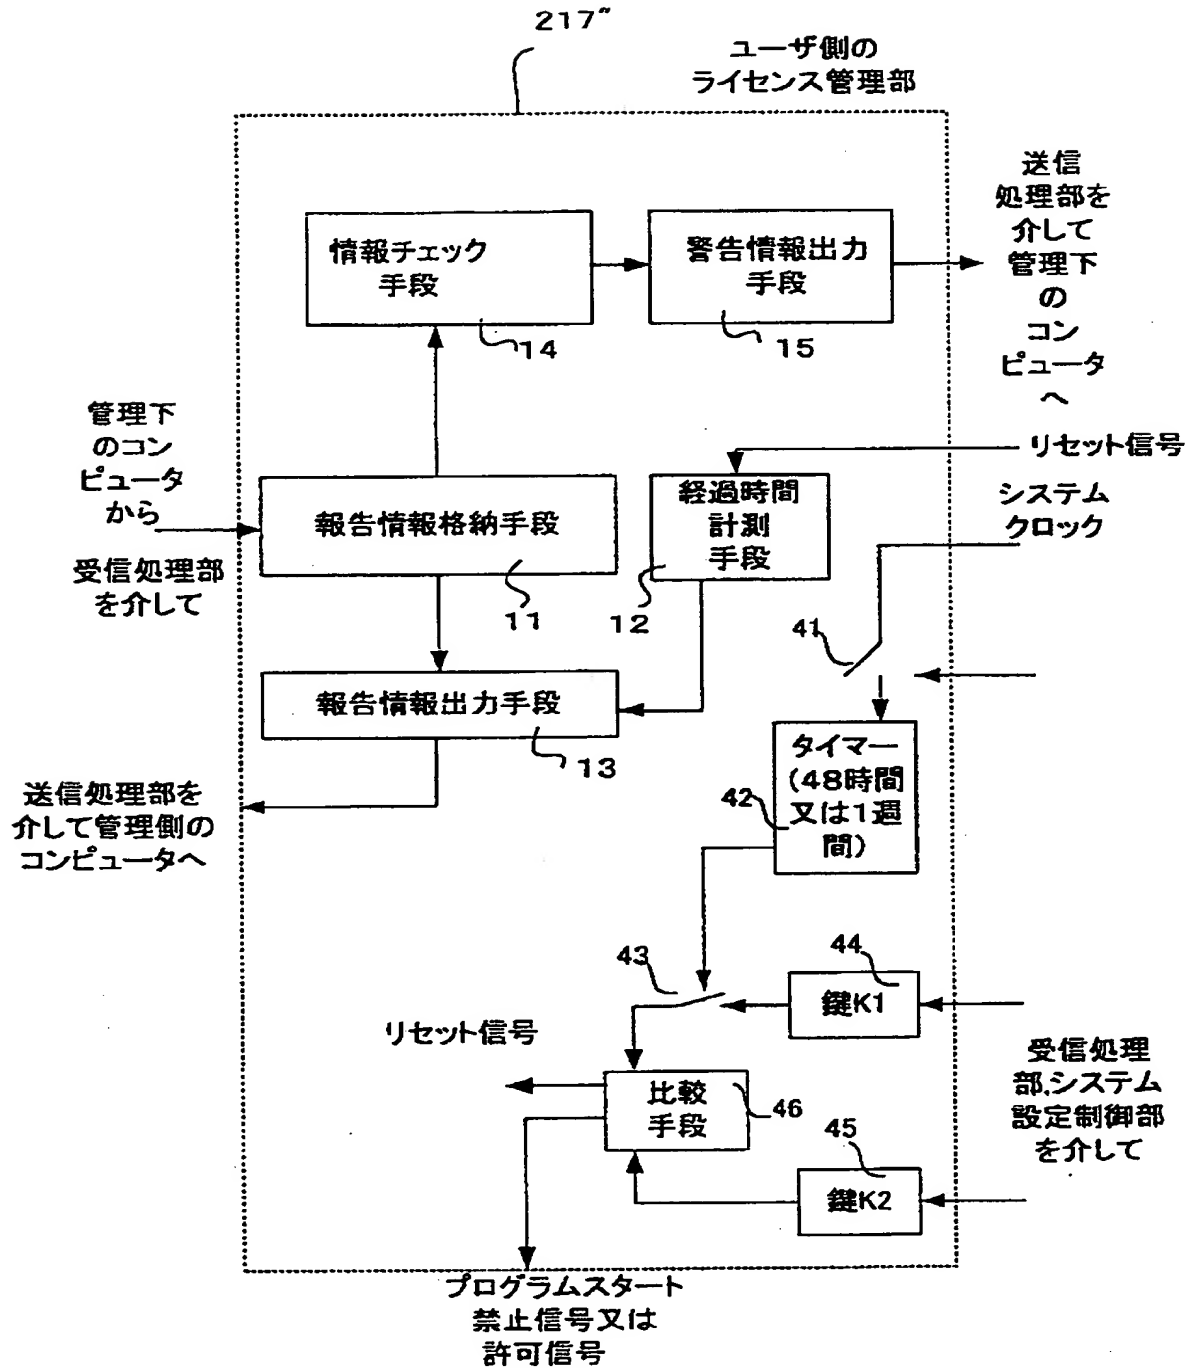 217"
ユーザ側の
ライセンス管理部
情報チェック
手段
14
警告情報出力
手段
15
送信
処理部を
介して
管理下
の
コン
ピュータ
へ
管理下
のコン
ピュータ
から
受信処理部
を介して
報告情報格納手段
11
経過時間
計測
手段
12
リセット信号
システム
クロック
41
報告情報出力手段
13
送信処理部を
介して管理側の
コンピュータへ
タイマー
(48時間
又は1週
間)
42
43
44
鍵K1
リセット信号
比較
手段
46
45
鍵K2
受信処理
部,システム
設定制御部
を介して
プログラムスタート
禁止信号又は
許可信号